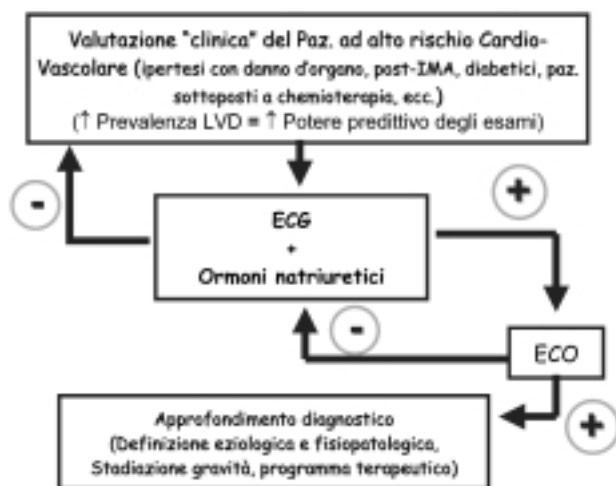 Valutazione "clinica" del Paz. ad alto rischio Cardio-
Vascolare (ipertesi con danno d'organo, post-IMA, diabetici, paz.
sottoposti a chemioterapia, ecc.)
(↑ Prevalenza LVD = ↑ Potere predittivo degli esami)
-
+
ECG
+
Ormoni natriuretici
-
ECO
+
Approfondimento diagnostico
(Definizione eziologica e fisiopatologica,
Stadiazione gravità, programma terapeutico)